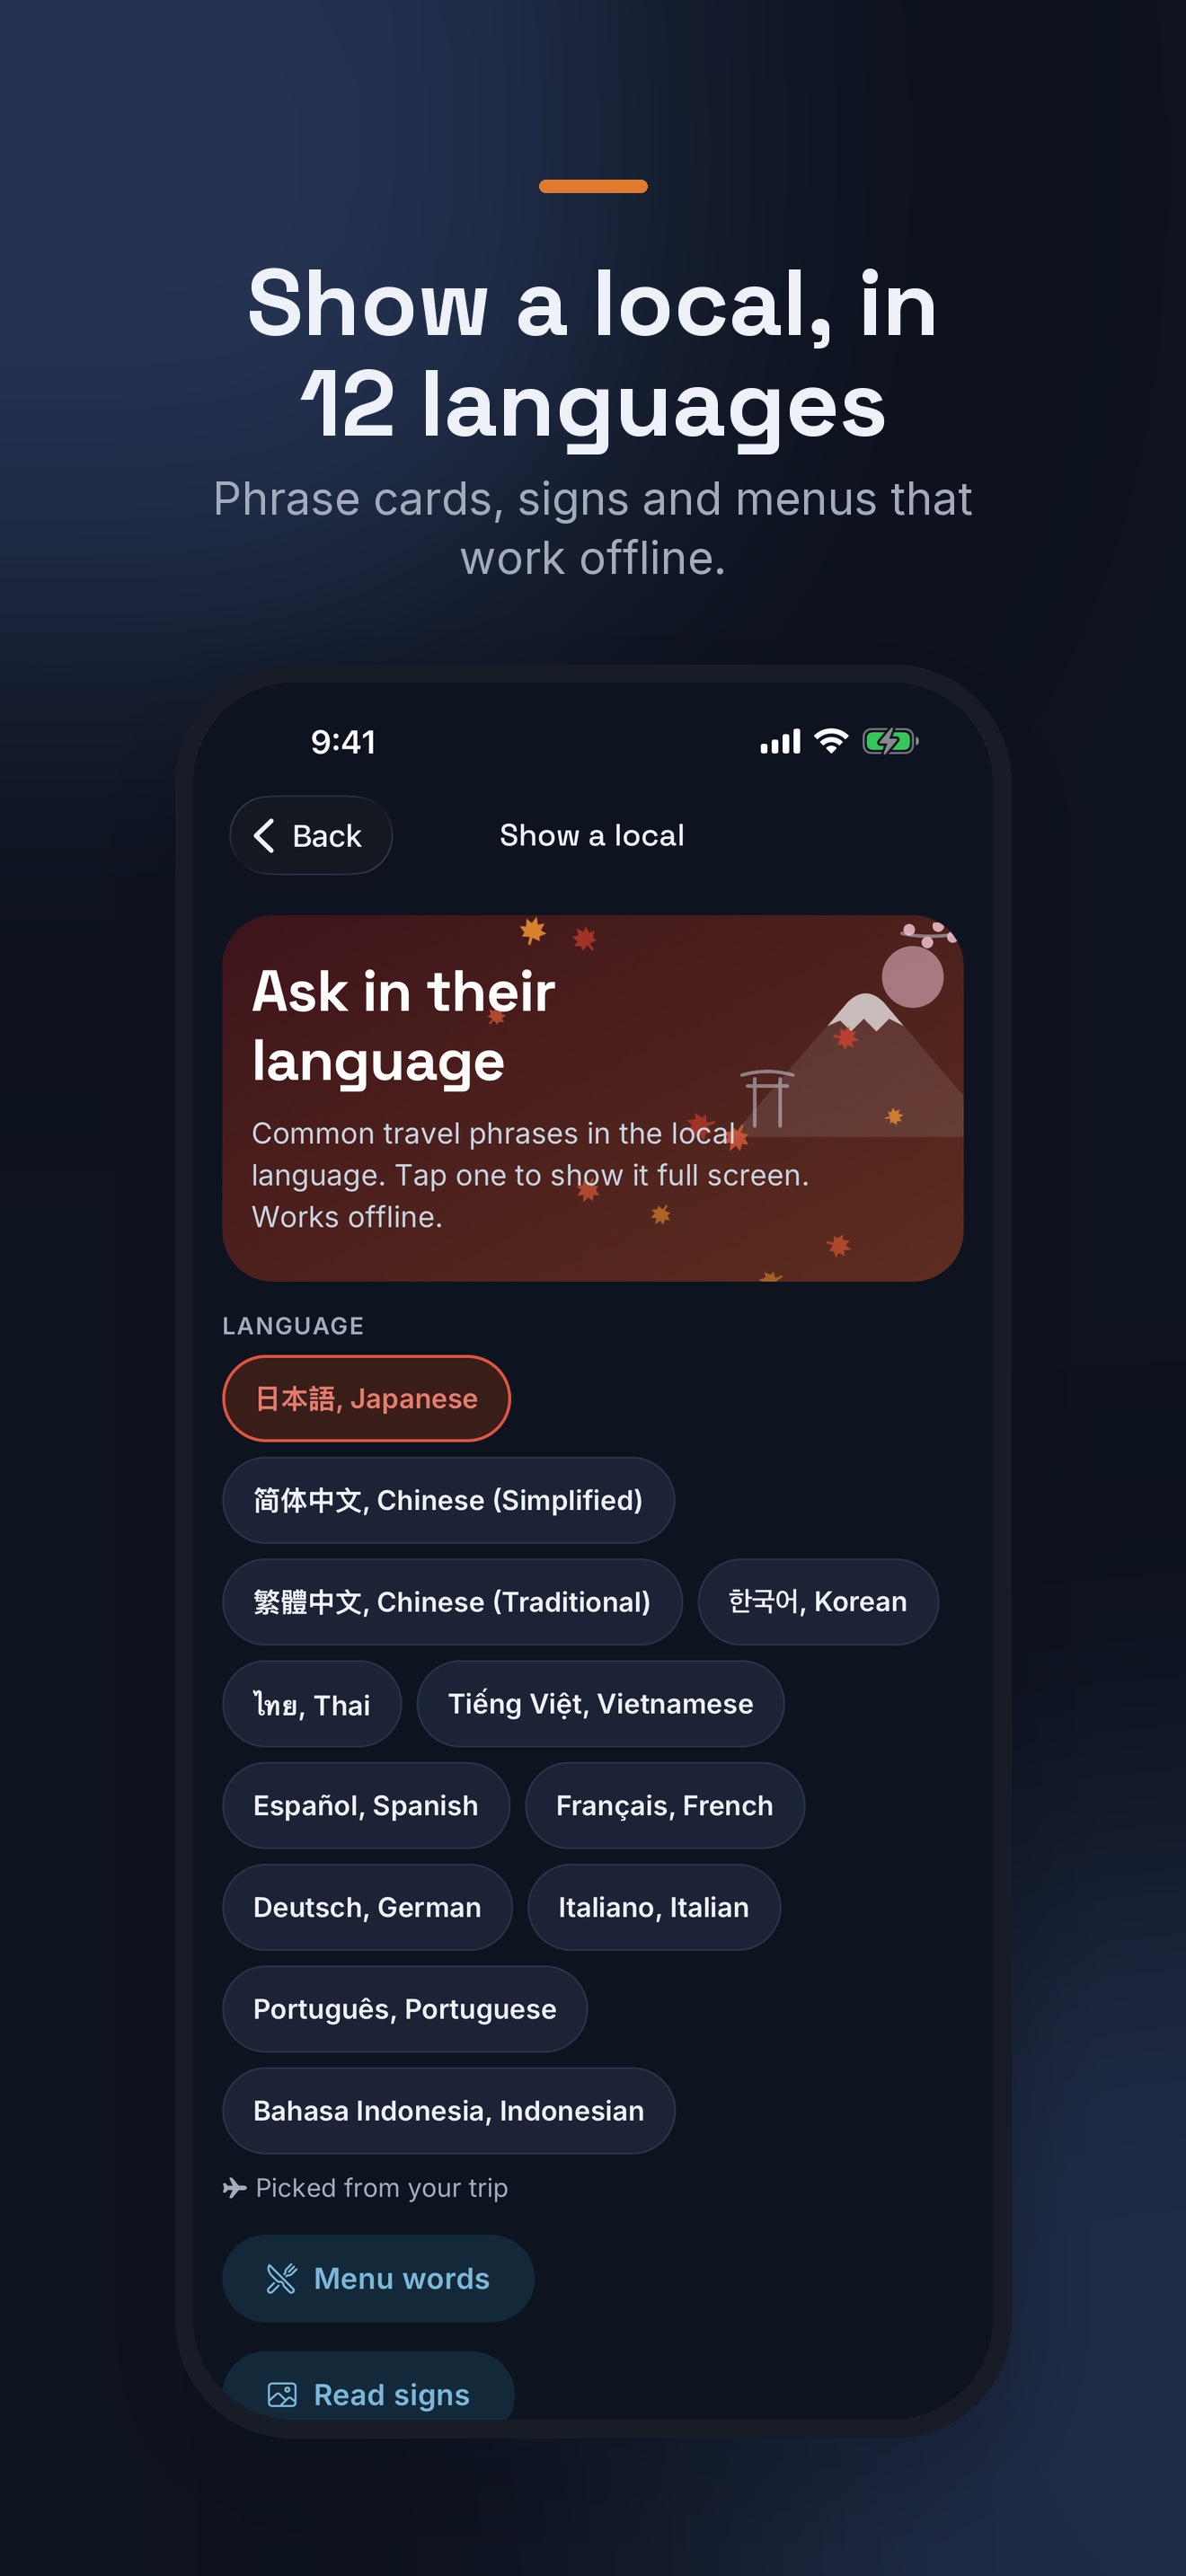 Show a local, in
12 languages
Phrase cards, signs and menus that
work offline.
9:41
Back
Show a local
Ask in their
language
Common travel phrases in the local
language. Tap one to show it full screen.
Works offline.
LANGUAGE
日本語, Japanese
简体中文, Chinese (Simplified)
繁體中文, Chinese (Traditional)
한국어, Korean
ไทย, Thai
Tiếng Việt, Vietnamese
Español, Spanish
Français, French
Deutsch, German
Italiano, Italian
Português, Portuguese
Bahasa Indonesia, Indonesian
Picked from your trip
Menu words
Read signs